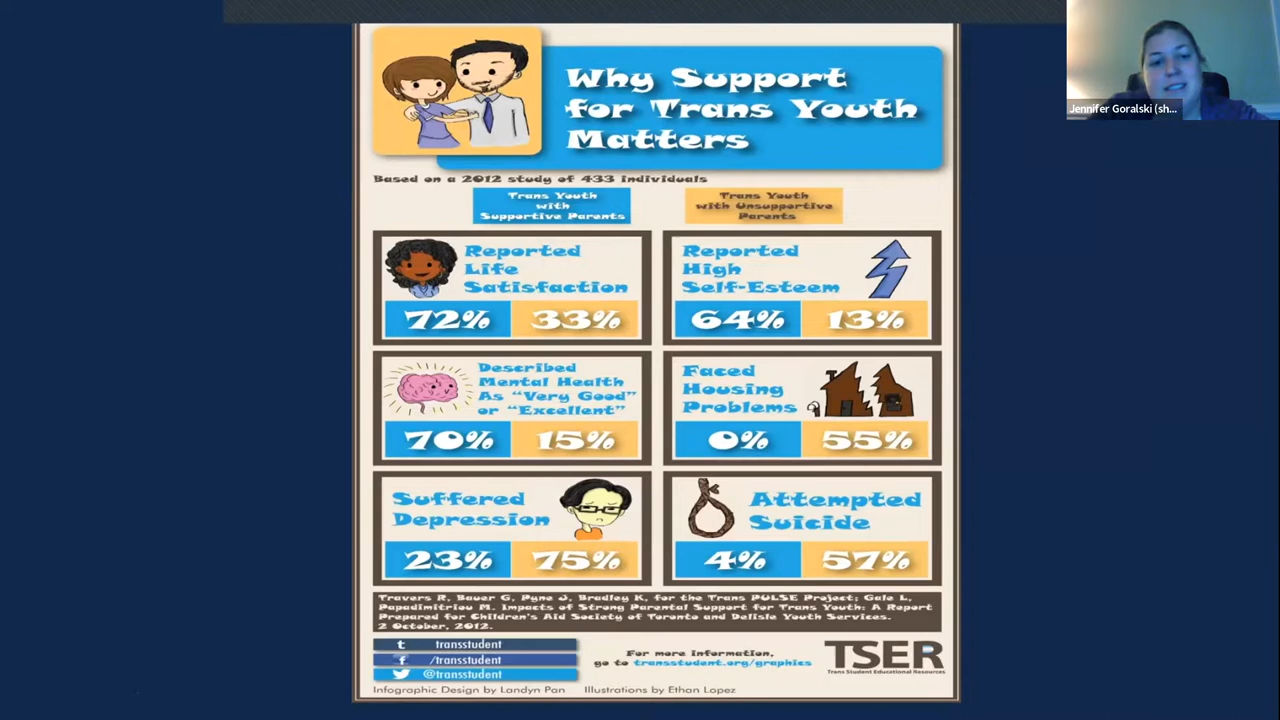 Jennifer Goralski (sh...
Why Support
for Trans Youth
Matters
Based on a 2012 study of 433 individuals
Trans Youth
with
Supportive Parents
Trans Youth
with Unsupportive
Parents
Reported
Life
Satisfaction
72% 33%
Reported
High
Self-Esteem
64% 13%
Described
Mental Health
As "Very Good"
or "Excellent"
70% 15%
Faced
Housing
Problems
0% 55%
Suffered
Depression
23% 75%
Attempted
Suicide
4% 57%
Travers R, Bauer G, Pyne J, Bradley K, for the Trans PULSE Project; Gale L,
Papadimitriou M. Impacts of Strong Parental Support for Trans Youth: A Report
Prepared for Children's Aid Society of Toronto and Delisle Youth Services.
2 October, 2012.
t transstudent
f /transstudent
@transstudent
For more information,
go to transstudent.org/graphics
TSER
Trans Student Educational Resources
Infographic Design by Landyn Pan Illustrations by Ethan Lopez